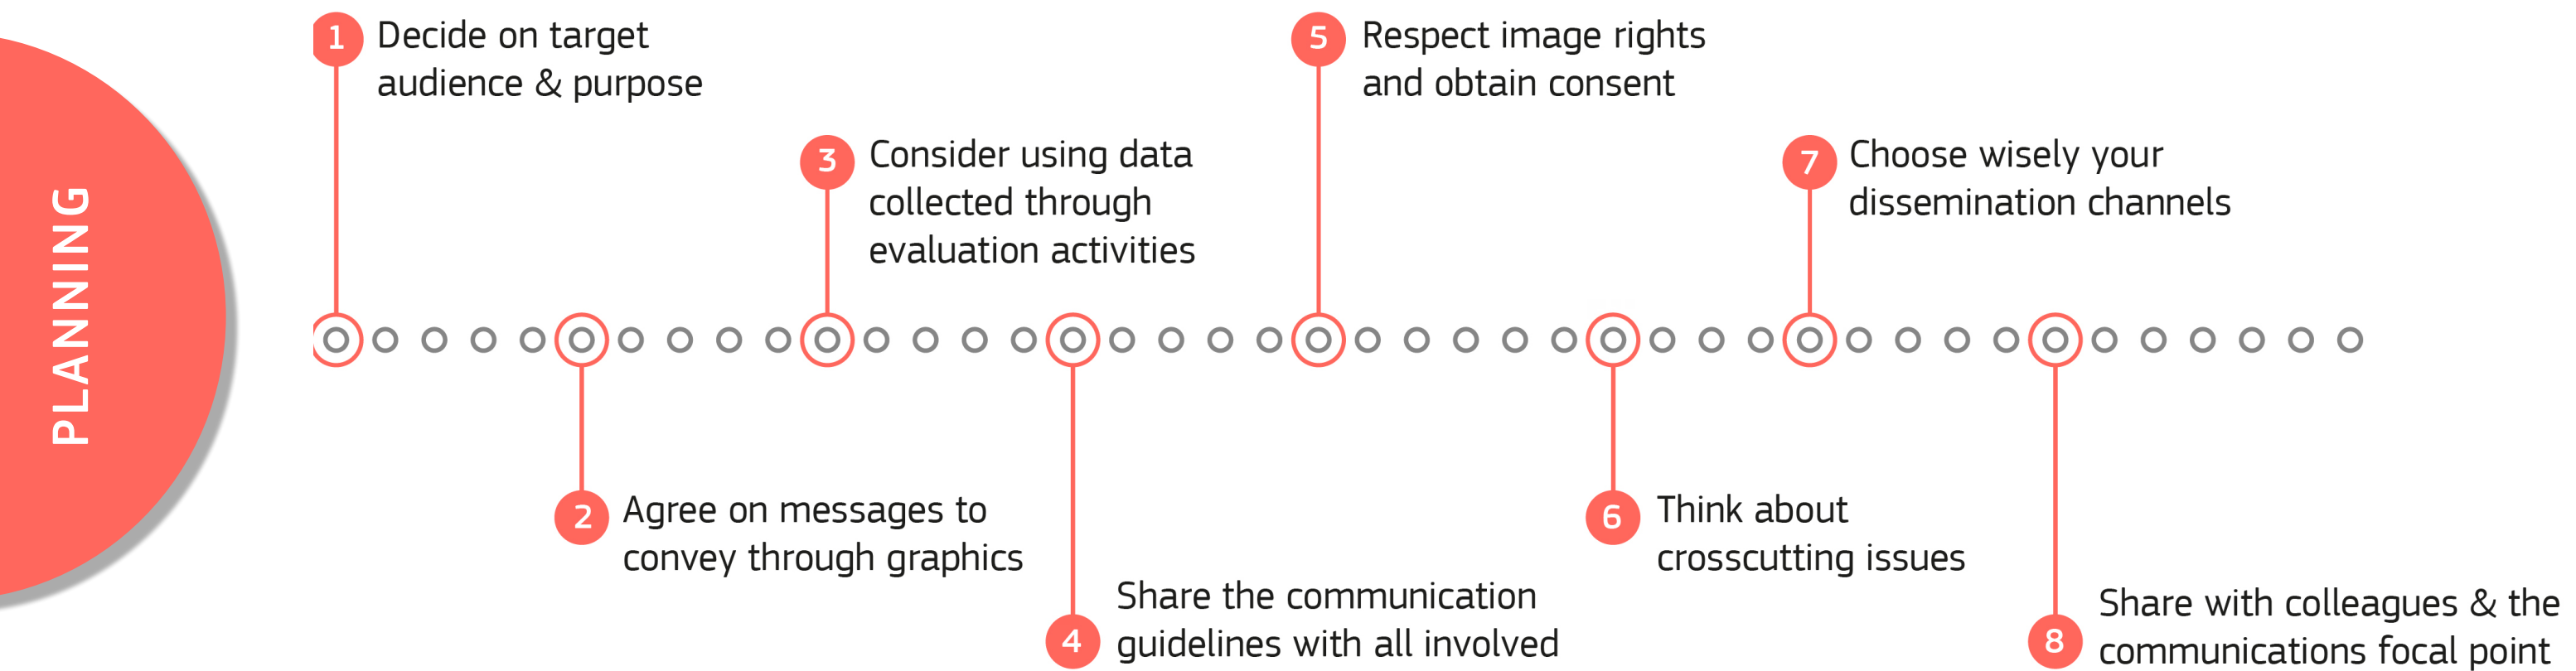 PLANNING
1
Decide on target
audience & purpose
2
Agree on messages to
convey through graphics
3
Consider using data
collected through
evaluation activities
4
Share the communication
guidelines with all involved
5
Respect image rights
and obtain consent
6
Think about
crosscutting issues
7
Choose wisely your
dissemination channels
8
Share with colleagues & the
communications focal point